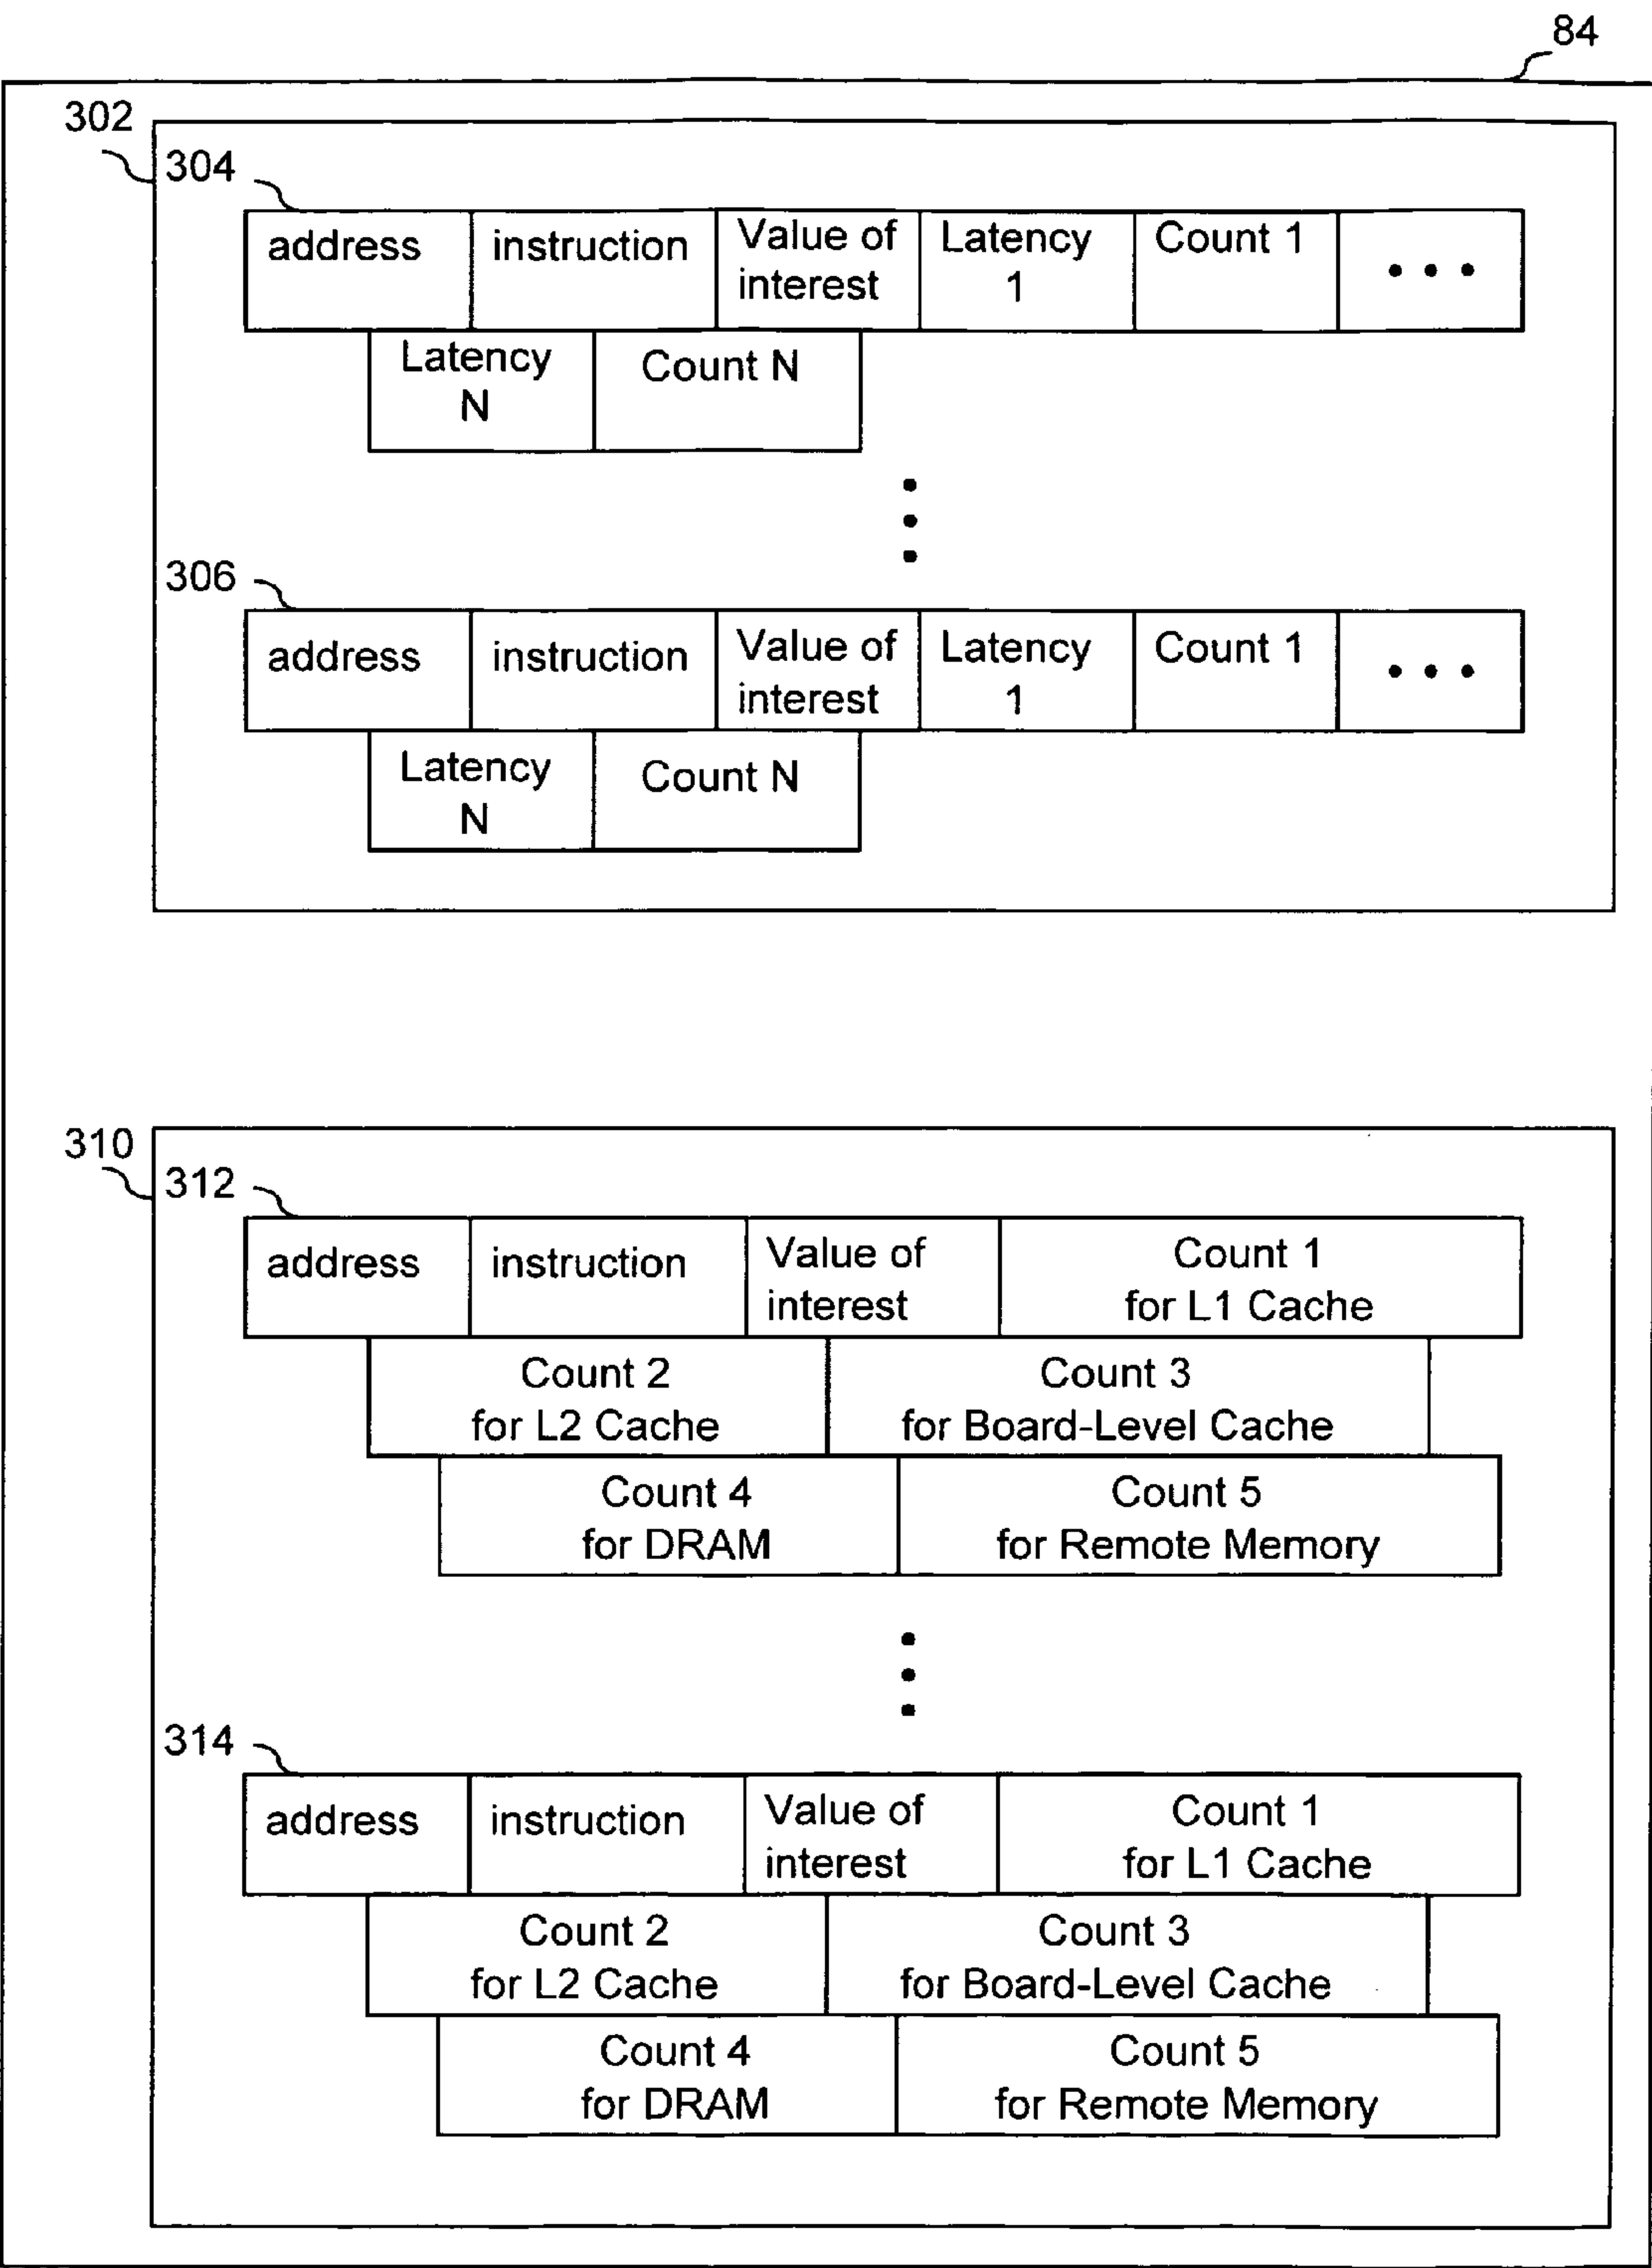 84
302
304
address
instruction
Value of
interest
Latency
1
Count 1
• • •
Latency
N
Count N
306
address
instruction
Value of
interest
Latency
1
Count 1
• • •
Latency
N
Count N
310
312
address
instruction
Value of
interest
Count 1
for L1 Cache
Count 2
for L2 Cache
Count 3
for Board-Level Cache
Count 4
for DRAM
Count 5
for Remote Memory
314
address
instruction
Value of
interest
Count 1
for L1 Cache
Count 2
for L2 Cache
Count 3
for Board-Level Cache
Count 4
for DRAM
Count 5
for Remote Memory